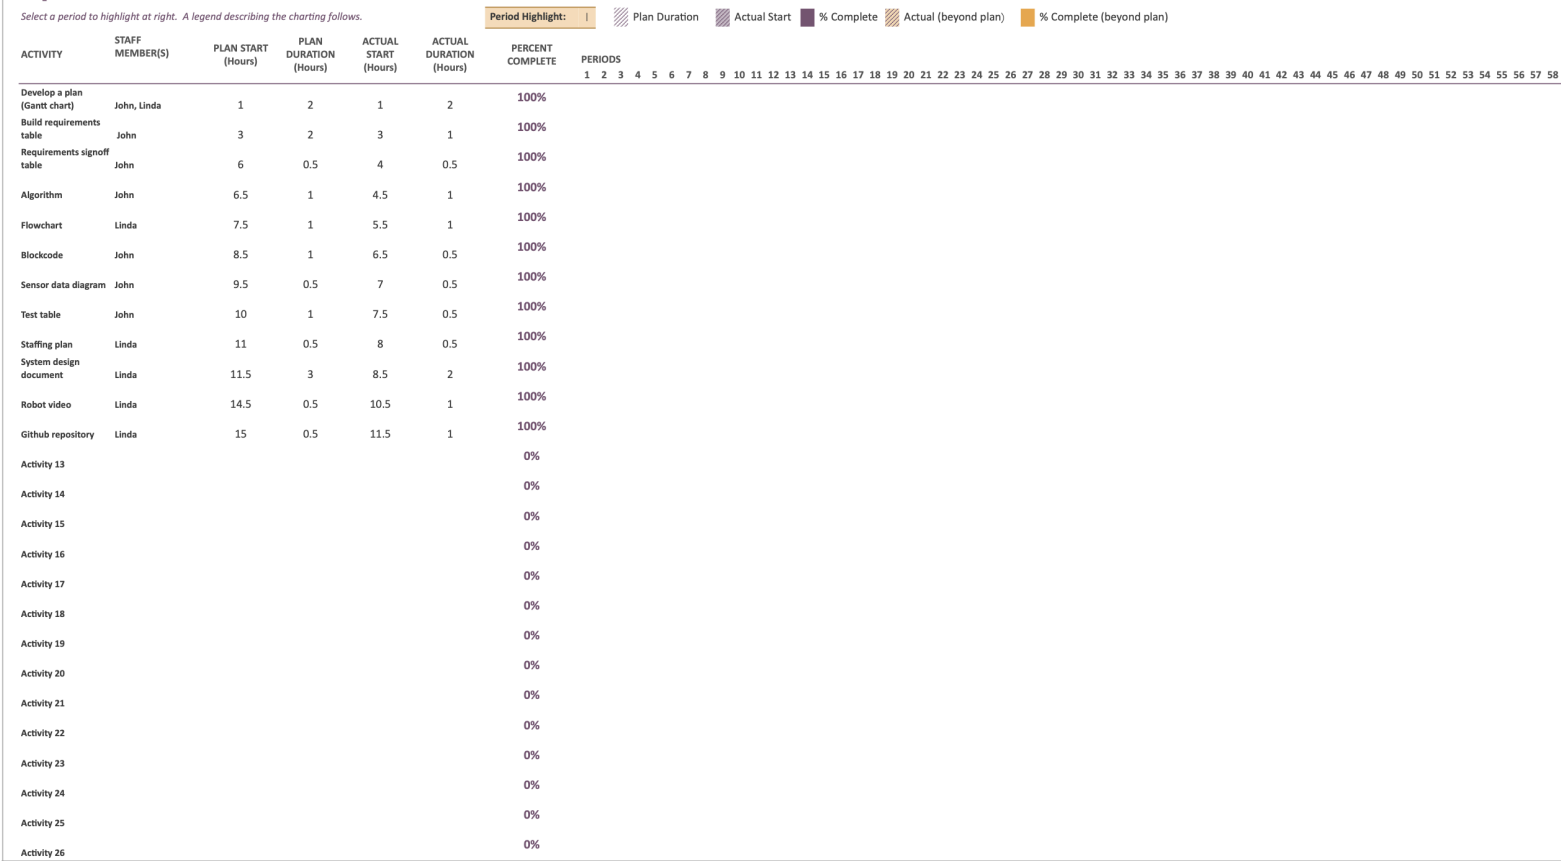 Select a period to highlight at right. A legend describing the charting follows.
Period Highlight: Plan Duration Actual Start % Complete Actual (beyond plan) % Complete (beyond plan)
ACTIVITY STAFF MEMBER(S) PLAN START (Hours) PLAN DURATION (Hours) ACTUAL START (Hours) ACTUAL DURATION (Hours) PERCENT COMPLETE PERIODS
1 2 3 4 5 6 7 8 9 10 11 12 13 14 15 16 17 18 19 20 21 22 23 24 25 26 27 28 29 30 31 32 33 34 35 36 37 38 39 40 41 42 43 44 45 46 47 48 49 50 51 52 53 54 55 56 57 58
Develop a plan (Gantt chart) John, Linda 1 2 1 2 100%
Build requirements table John 3 2 3 1 100%
Requirements signoff table John 6 0.5 4 0.5 100%
Algorithm John 6.5 1 4.5 1 100%
Flowchart Linda 7.5 1 5.5 1 100%
Blockcode John 8.5 1 6.5 0.5 100%
Sensor data diagram John 9.5 0.5 7 0.5 100%
Test table John 10 1 7.5 0.5 100%
Staffing plan Linda 11 0.5 8 0.5 100%
System design document Linda 11.5 3 8.5 2 100%
Robot video Linda 14.5 0.5 10.5 1 100%
Github repository Linda 15 0.5 11.5 1 100%
Activity 13 0%
Activity 14 0%
Activity 15 0%
Activity 16 0%
Activity 17 0%
Activity 18 0%
Activity 19 0%
Activity 20 0%
Activity 21 0%
Activity 22 0%
Activity 23 0%
Activity 24 0%
Activity 25 0%
Activity 26 0%